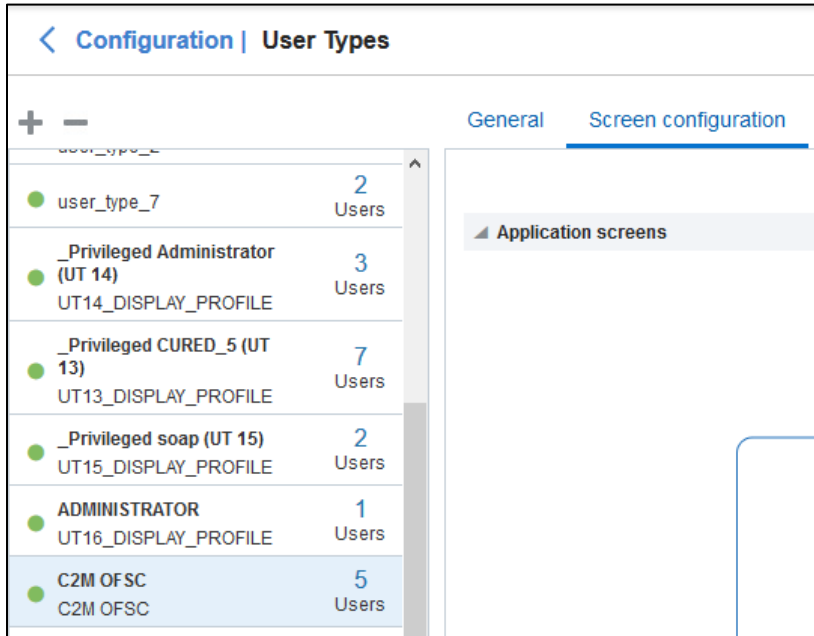 Configuration | User Types
General Screen configuration
user_type_2
user_type_7
2
Users
Application screens
_Privileged Administrator
(UT 14)
UT14_DISPLAY_PROFILE
3
Users
_Privileged CURED_5 (UT
13)
UT13_DISPLAY_PROFILE
7
Users
_Privileged soap (UT 15)
UT15_DISPLAY_PROFILE
2
Users
ADMINISTRATOR
UT16_DISPLAY_PROFILE
1
Users
C2M OFSC
C2M OFSC
5
Users